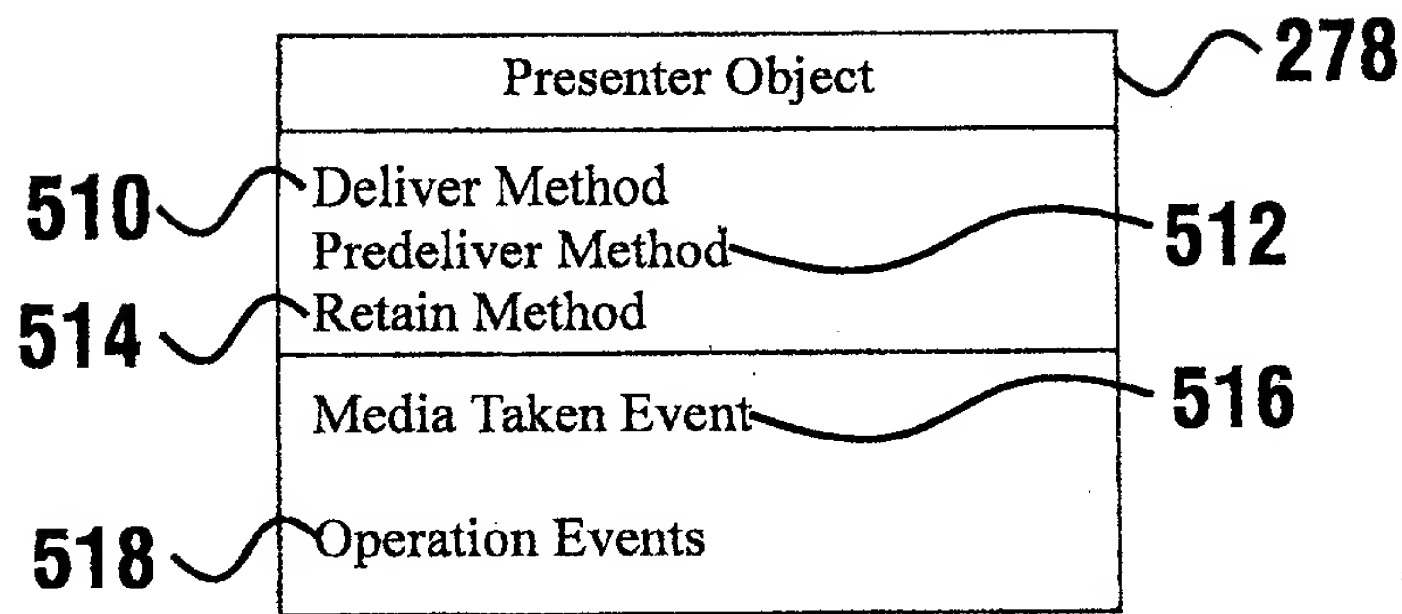 Presenter Object 278
510 Deliver Method
Predeliver Method 512
514 Retain Method
Media Taken Event 516
518 Operation Events